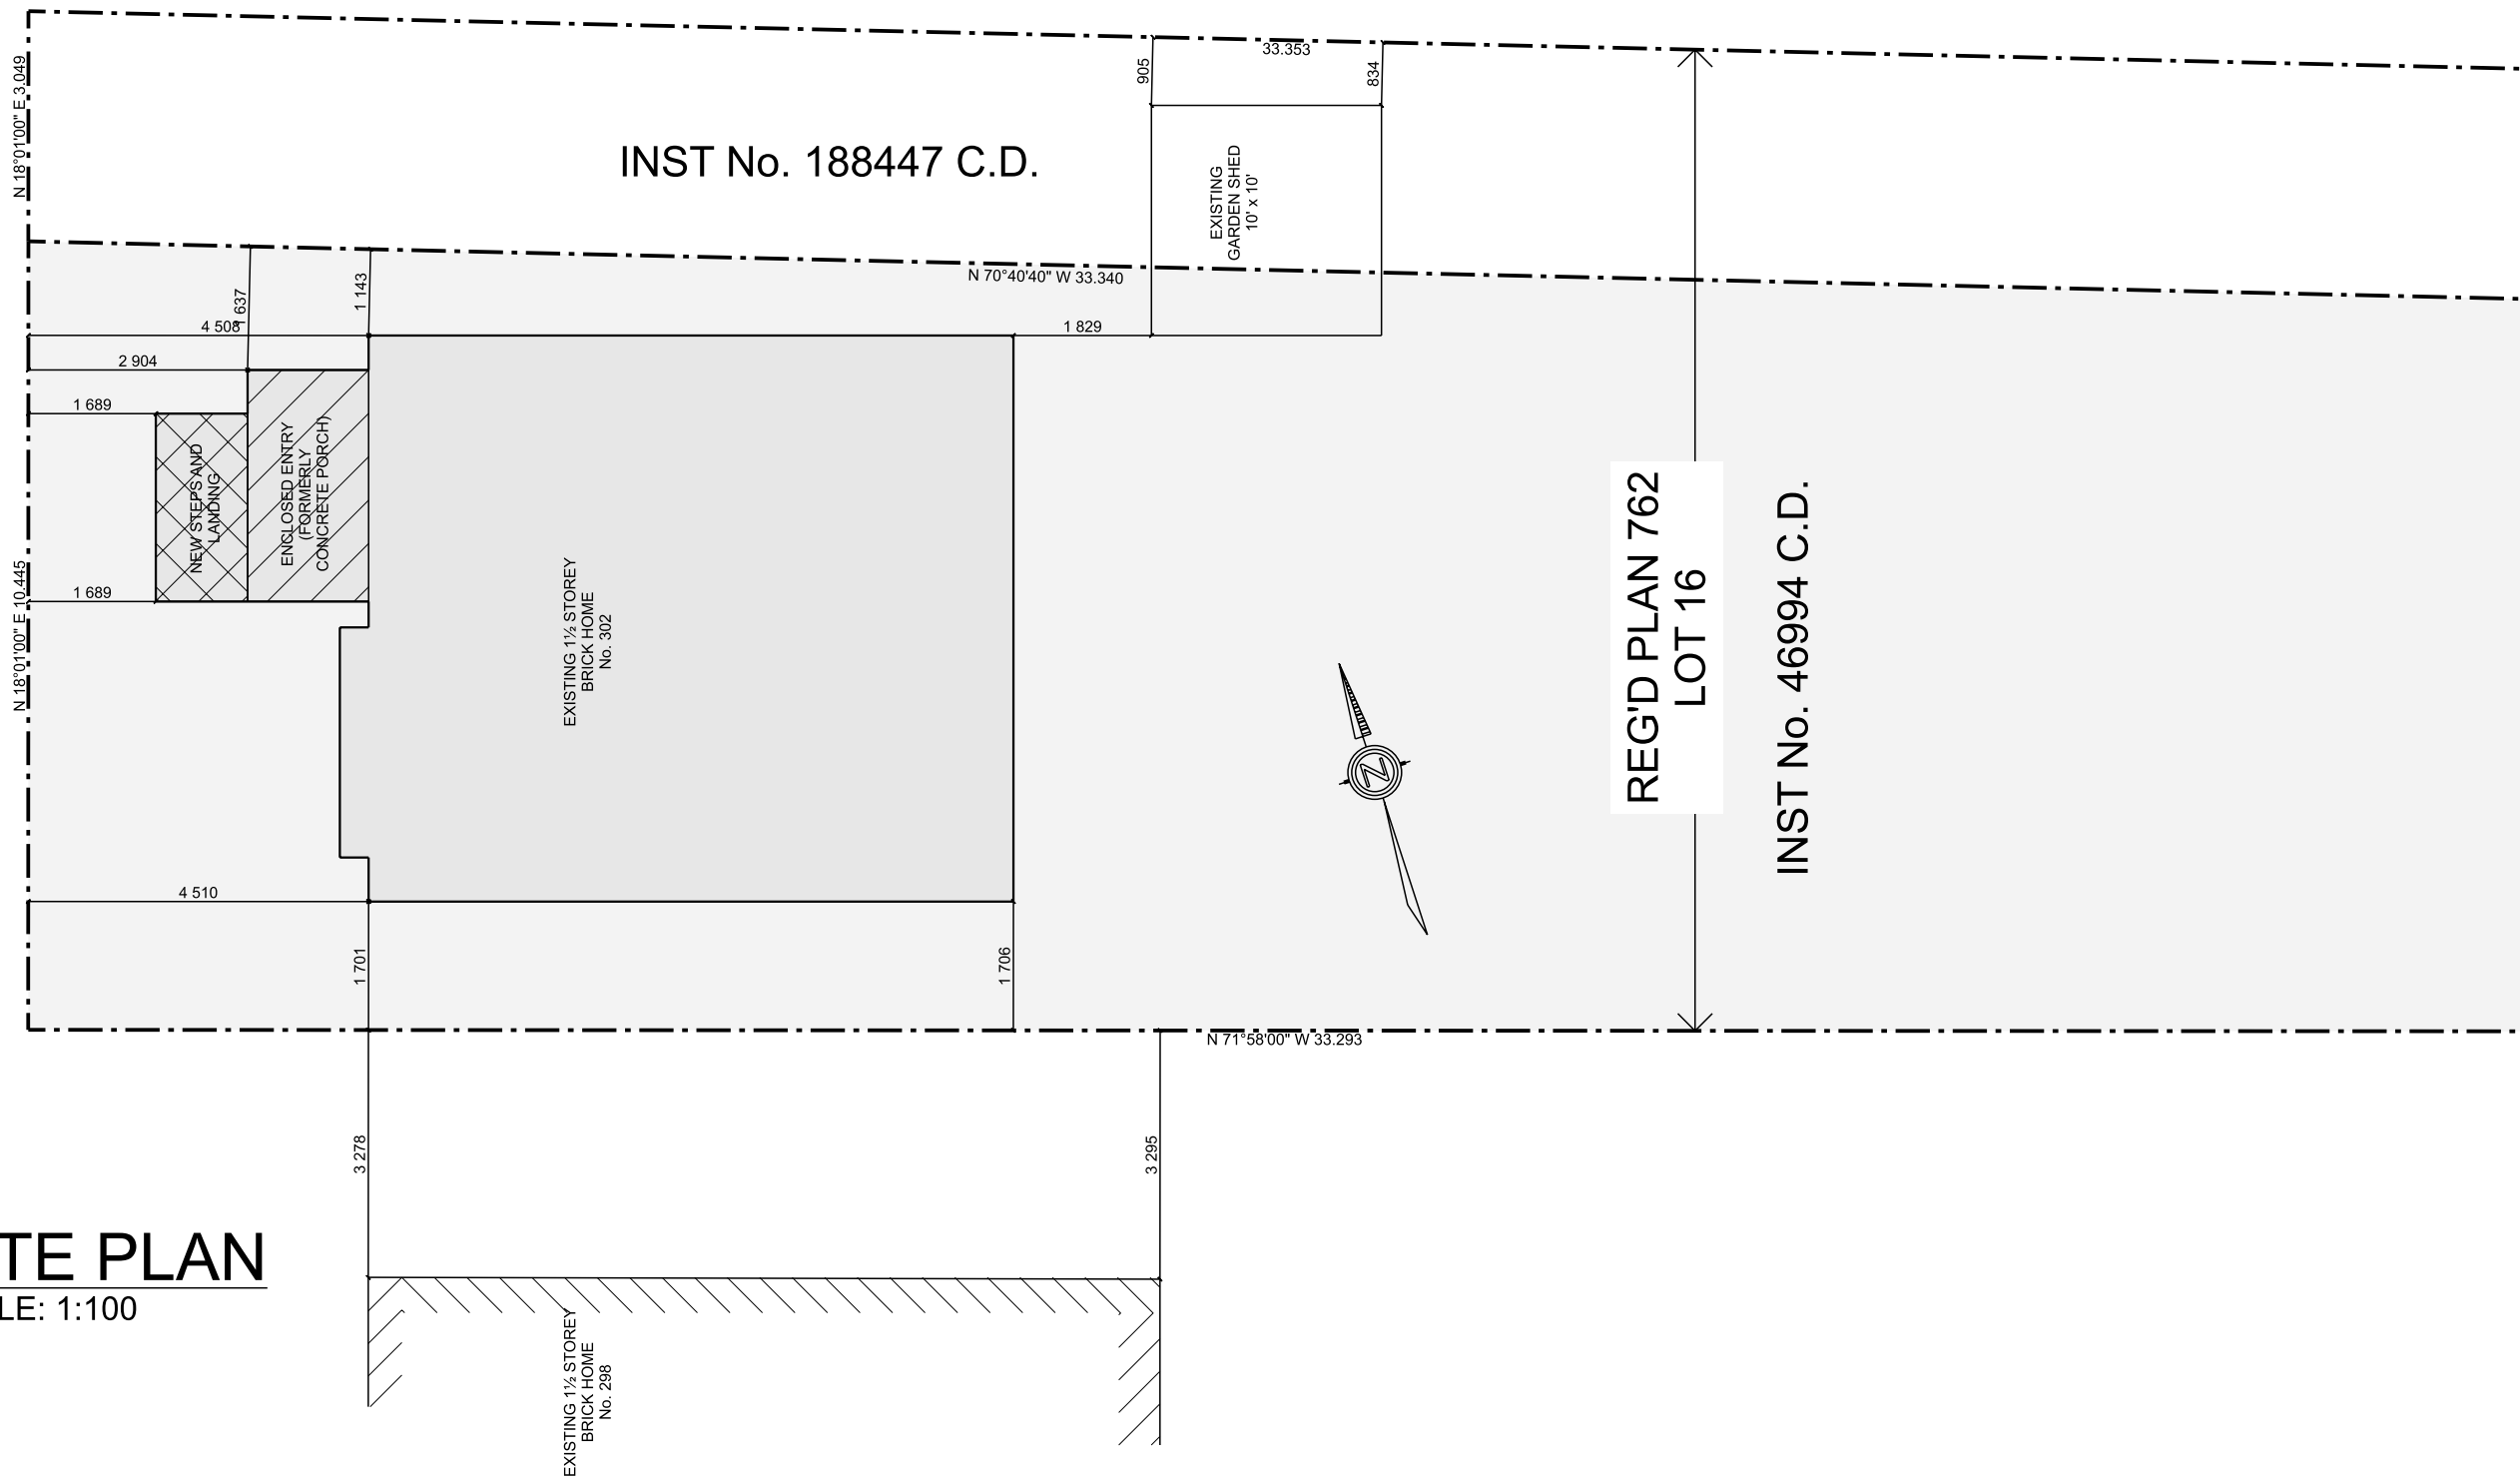 33.353
905
834
N 18°01'00" E 3.049
INST No. 188447 C.D.
EXISTING
GARDEN SHED
10' x 10'
N 70°40'40" W 33.340
1 637
1 143
4 508
1 829
2 904
1 689
NEW STEPS AND
LANDING
ENCLOSED ENTRY
(FORMERLY
CONCRETE PORCH)
1 689
N 18°01'00" E 10.445
EXISTING 1½ STOREY
BRICK HOME
No. 302
REG'D PLAN 762
LOT 16
INST No. 46994 C.D.
N
4 510
1 701
1 706
N 71°58'00" W 33.293
3 278
3 295
TE PLAN
LE: 1:100
EXISTING 1½ STOREY
BRICK HOME
No. 298